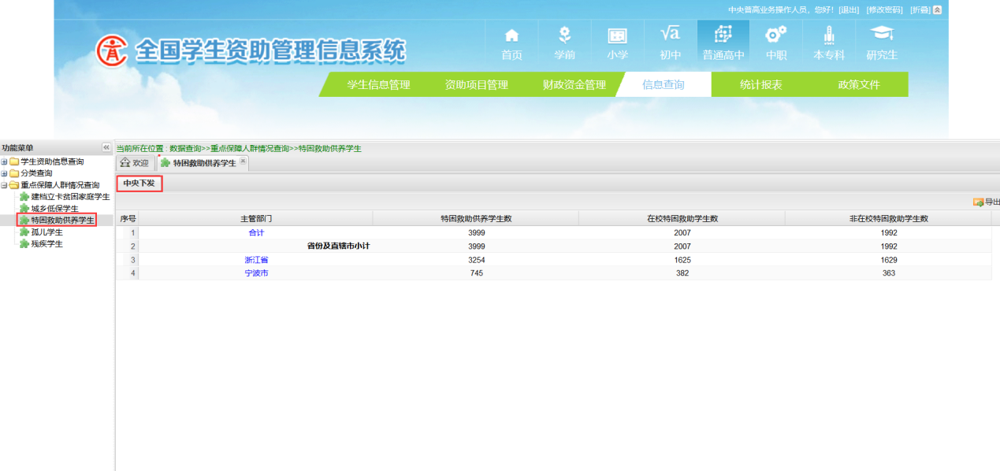 中央普高业务操作人员，您好! [退出] [修改密码] [折叠]
全国学生资助管理信息系统
首页 学前 小学 初中 普通高中 中职 本专科 研究生
学生信息管理 资助项目管理 财政资金管理 信息查询 统计报表 政策文件
功能菜单
学生资助信息查询
分类查询
重点保障人群情况查询
建档立卡贫困家庭学生
城乡低保学生
特困救助供养学生
孤儿学生
残疾学生
当前所在位置 : 数据查询>>重点保障人群情况查询>>特困救助供养学生
欢迎 特困救助供养学生
中央下发
导出
序号 主管部门 特困救助供养学生数 在校特困救助学生数 非在校特困救助学生数
1 合计 3999 2007 1992
2 省份及直辖市小计 3999 2007 1992
3 浙江省 3254 1625 1629
4 宁波市 745 382 363